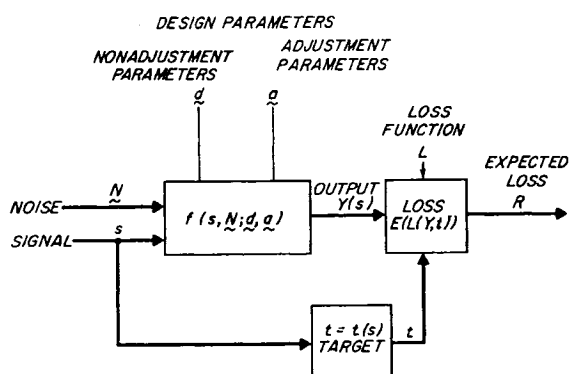 DESIGN PARAMETERS
NONADJUSTMENT PARAMETERS
d
ADJUSTMENT PARAMETERS
a
LOSS FUNCTION
L
NOISE
N
SIGNAL
s
f(s,N;d,a)
OUTPUT
Y(s)
LOSS
E(L(Y,t))
EXPECTED LOSS
R
t=t(s)
TARGET
t